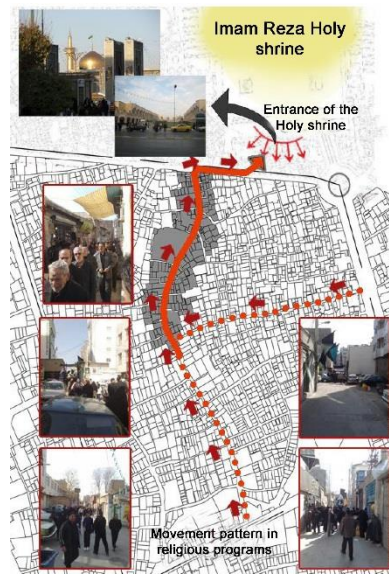 Imam Reza Holy
shrine
Entrance of the
Holy shrine
Movement pattern in
religious programs